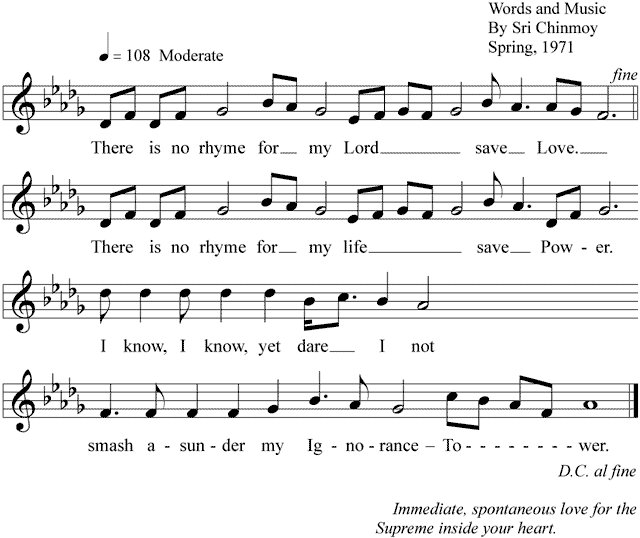 Words and Music
By Sri Chinmoy
Spring, 1971
= 108 Moderate
fine
There is no rhyme for my Lord save Love.
There is no rhyme for my life save Pow - er.
I know, I know, yet dare I not
smash a - sun - der my Ig - no - rance – To - - - - - - - wer.
D.C. al fine
Immediate, spontaneous love for the
Supreme inside your heart.